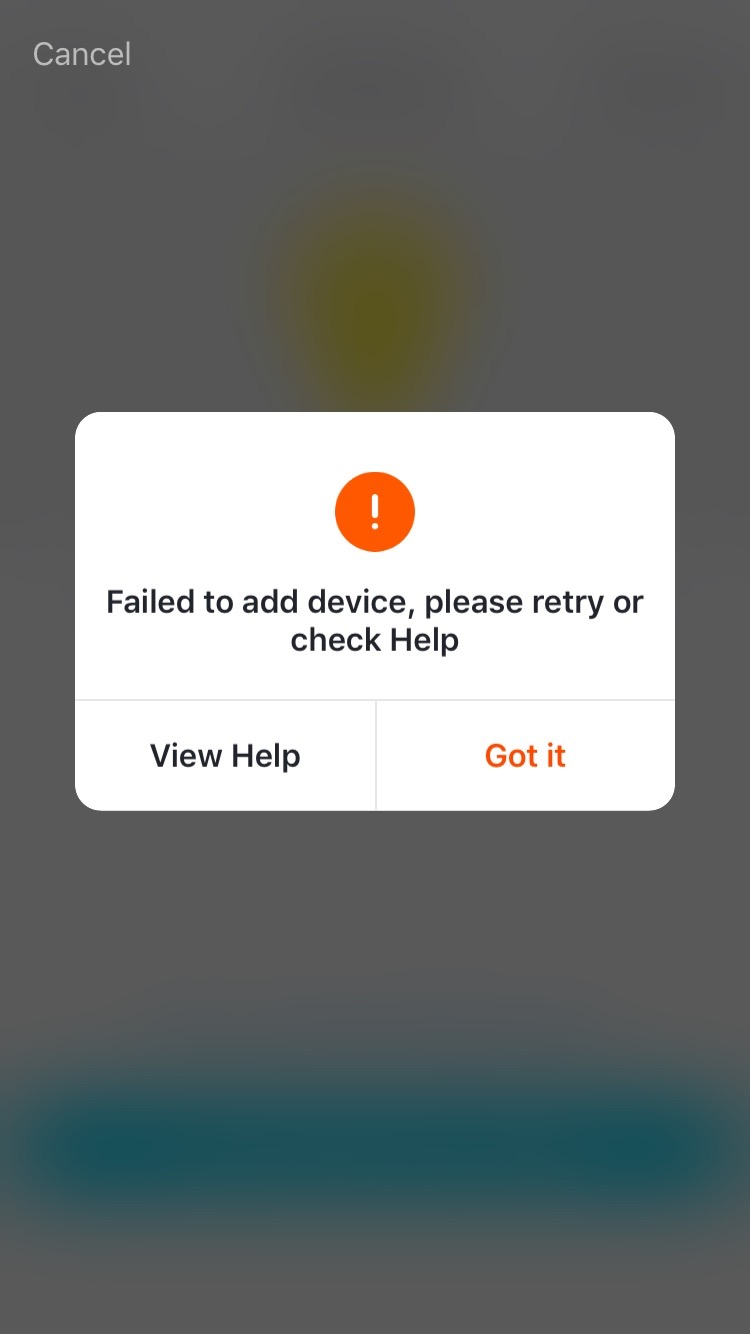 Cancel
Failed to add device, please retry or
check Help
View Help
Got it